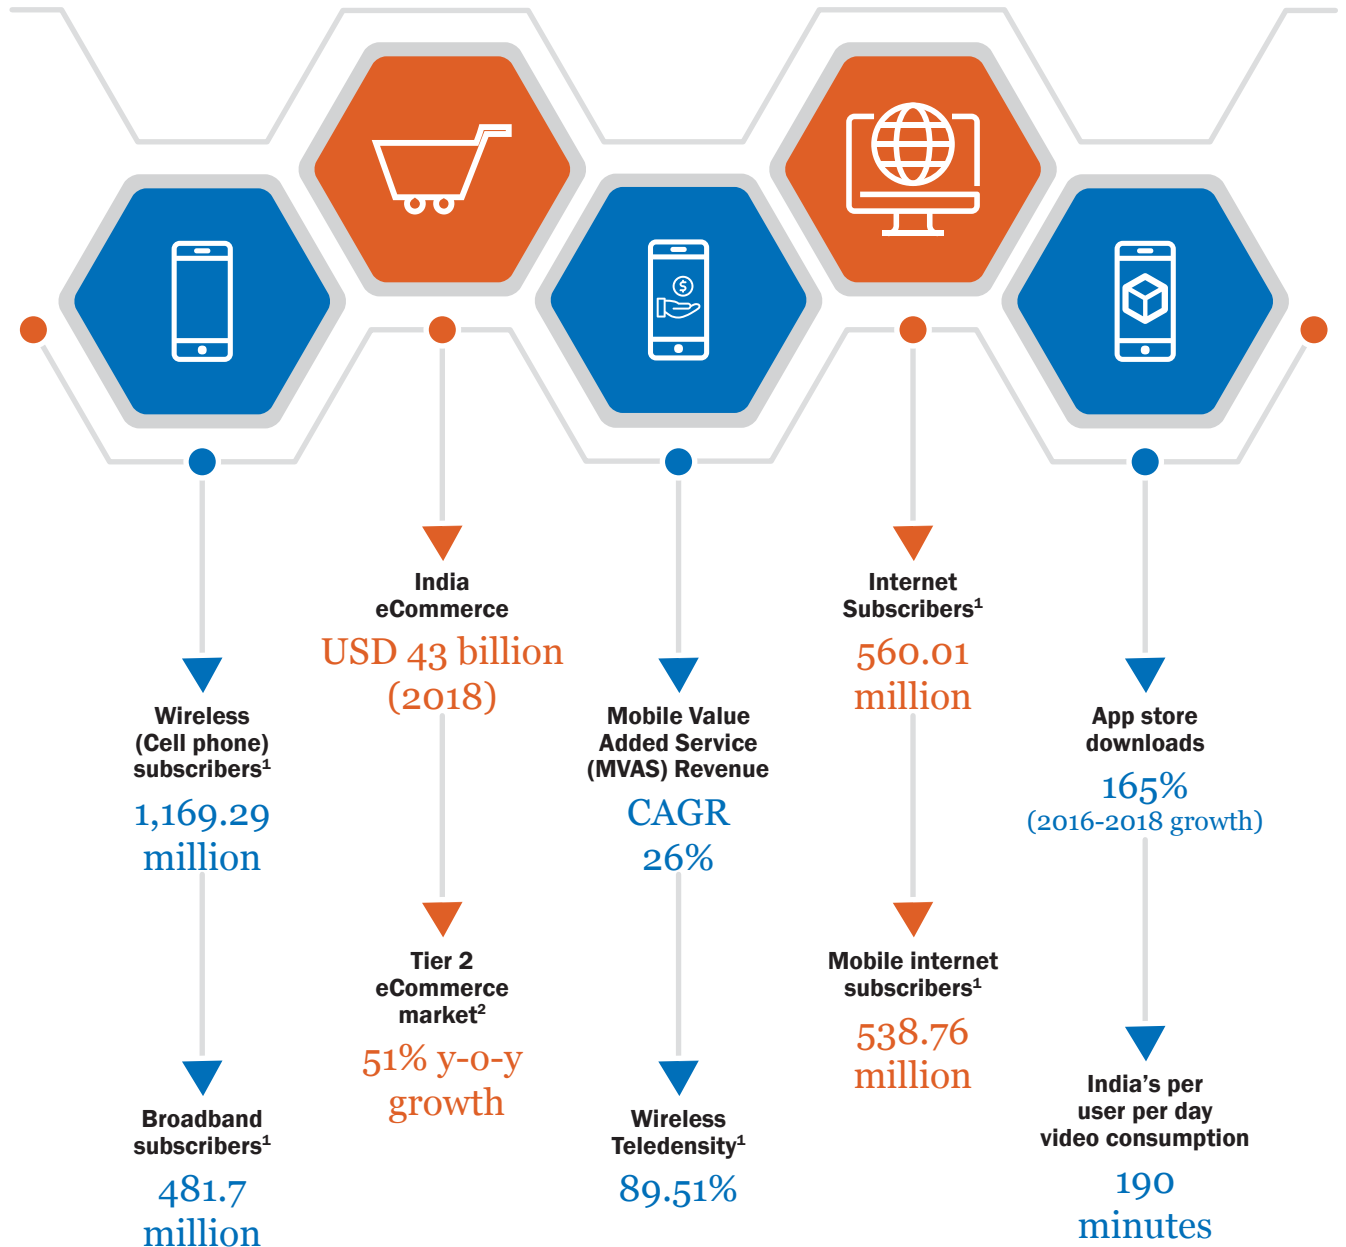 India
eCommerce
USD 43 billion
(2018)
Internet
Subscribers¹
560.01
million
Wireless
(Cell phone)
subscribers¹
1,169.29
million
Mobile Value
Added Service
(MVAS) Revenue
CAGR
26%
App store
downloads
165%
(2016-2018 growth)
Tier 2
eCommerce
market²
51% y-o-y
growth
Mobile internet
subscribers¹
538.76
million
Broadband
subscribers¹
481.7
million
Wireless
Teledensity¹
89.51%
India’s per
user per day
video consumption
190
minutes